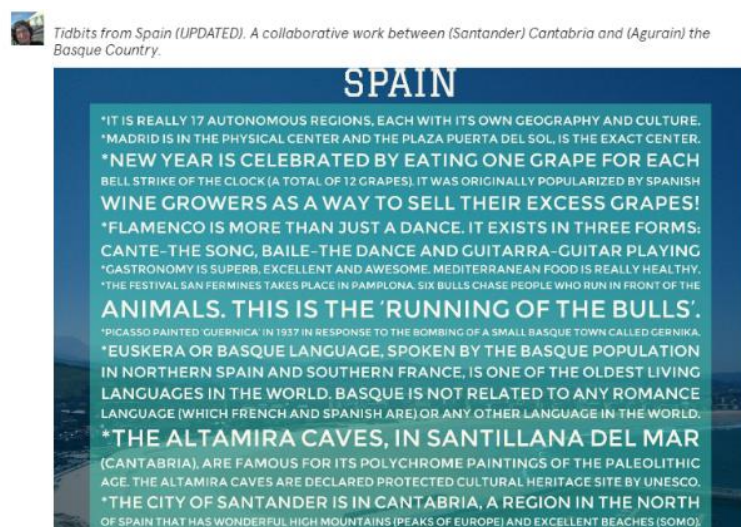 Tidbits from Spain (UPDATED). A collaborative work between (Santander) Cantabria and (Agurain) the
Basque Country.
SPAIN
*IT IS REALLY 17 AUTONOMOUS REGIONS, EACH WITH ITS OWN GEOGRAPHY AND CULTURE.
*MADRID IS IN THE PHYSICAL CENTER AND THE PLAZA PUERTA DEL SOL, IS THE EXACT CENTER.
*NEW YEAR IS CELEBRATED BY EATING ONE GRAPE FOR EACH
BELL STRIKE OF THE CLOCK (A TOTAL OF 12 GRAPES). IT WAS ORIGINALLY POPULARIZED BY SPANISH
WINE GROWERS AS A WAY TO SELL THEIR EXCESS GRAPES!
*FLAMENCO IS MORE THAN JUST A DANCE. IT EXISTS IN THREE FORMS:
CANTE-THE SONG, BAILE-THE DANCE AND GUITARRA-GUITAR PLAYING
*GASTRONOMY IS SUPERB, EXCELLENT AND AWESOME. MEDITERRANEAN FOOD IS REALLY HEALTHY.
*THE FESTIVAL SAN FERMINES TAKES PLACE IN PAMPLONA. SIX BULLS CHASE PEOPLE WHO RUN IN FRONT OF THE
ANIMALS. THIS IS THE 'RUNNING OF THE BULLS'.
*PICASSO PAINTED 'GUERNICA' IN 1937 IN RESPONSE TO THE BOMBING OF A SMALL BASQUE TOWN CALLED GERNIKA.
*EUSKERA OR BASQUE LANGUAGE, SPOKEN BY THE BASQUE POPULATION
IN NORTHERN SPAIN AND SOUTHERN FRANCE, IS ONE OF THE OLDEST LIVING
LANGUAGES IN THE WORLD. BASQUE IS NOT RELATED TO ANY ROMANCE
LANGUAGE (WHICH FRENCH AND SPANISH ARE) OR ANY OTHER LANGUAGE IN THE WORLD.
*THE ALTAMIRA CAVES, IN SANTILLANA DEL MAR
(CANTABRIA), ARE FAMOUS FOR ITS POLYCHROME PAINTINGS OF THE PALEOLITHIC
AGE. THE ALTAMIRA CAVES ARE DECLARED PROTECTED CULTURAL HERITAGE SITE BY UNESCO.
*THE CITY OF SANTANDER IS IN CANTABRIA, A REGION IN THE NORTH
OF SPAIN THAT HAS WONDERFUL HIGH MOUNTAINS (PEAKS OF EUROPE) AND EXCELLENT BEACHES (SOMO).